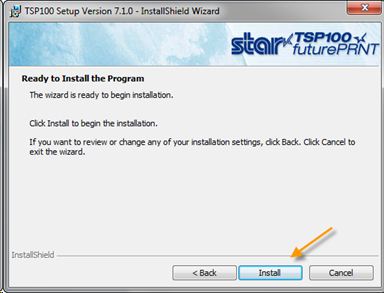 TSP100 Setup Version 7.1.0 - InstallShield Wizard
star TSP100
futurePRNT
Ready to Install the Program
The wizard is ready to begin installation.
Click Install to begin the installation.
If you want to review or change any of your installation settings, click Back. Click Cancel to
exit the wizard.
InstallShield
< Back Install Cancel